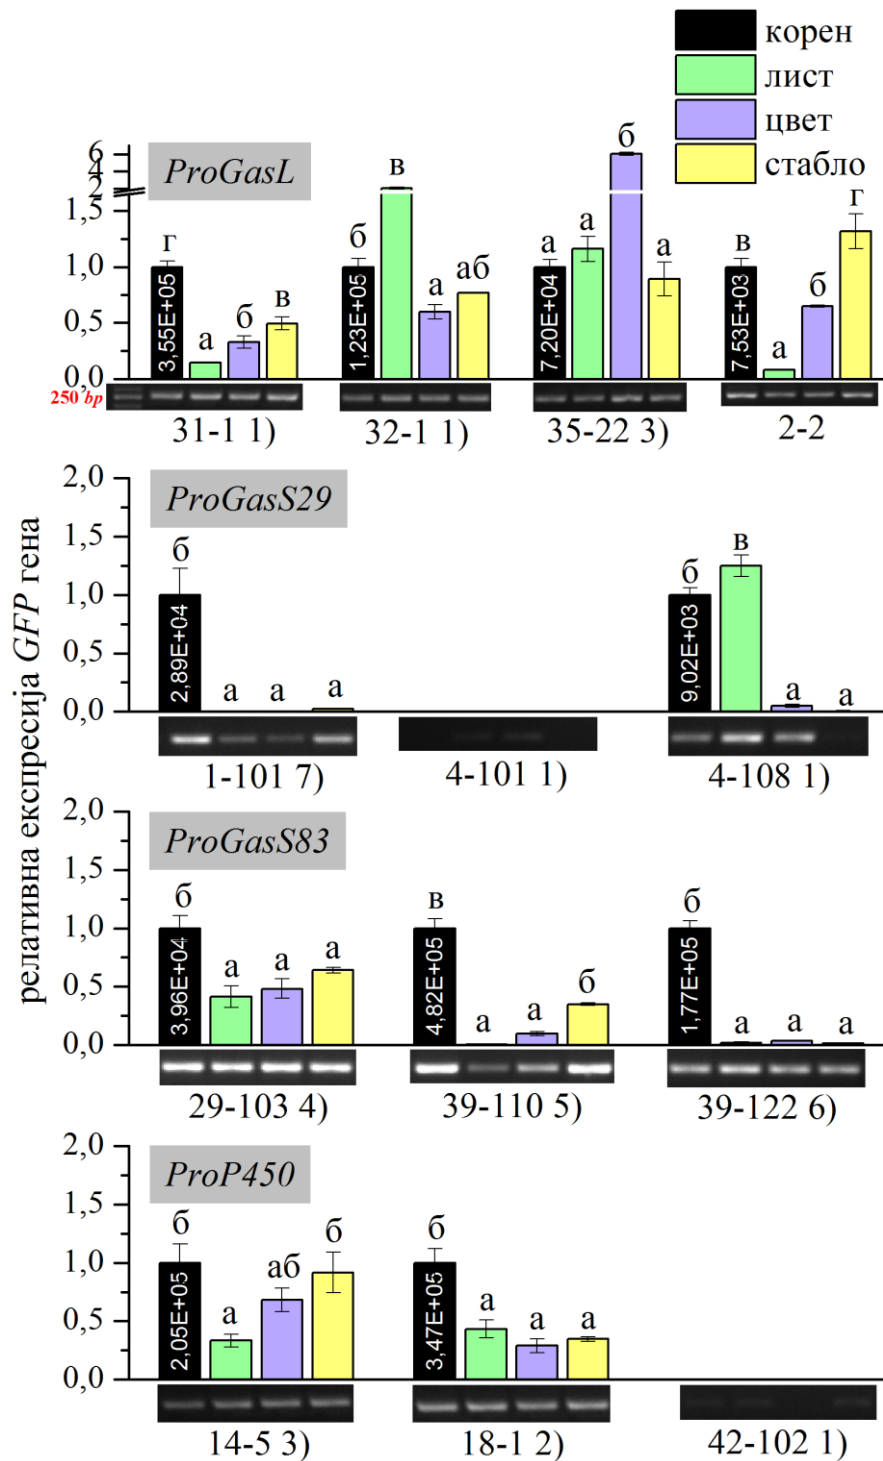 корен
лист
цвет
стабло
релативна експресија GFP гена
ProGasL
6
4
2
1,5
1,0
0,5
0,0
г
а
б
в
б
в
а
аб
а
а
б
а
в
а
б
г
3,55E+05
1,23E+05
7,20E+04
7,53E+03
250 bp
31-1 1)
32-1 1)
35-22 3)
2-2
ProGasS29
2,0
1,5
1,0
0,5
0,0
б
а
а
а
б
в
а
а
2,89E+04
9,02E+03
1-101 7)
4-101 1)
4-108 1)
ProGasS83
2,0
1,5
1,0
0,5
0,0
б
а
а
а
в
а
а
б
б
а
а
а
3,96E+04
4,82E+05
1,77E+05
29-103 4)
39-110 5)
39-122 6)
ProP450
2,0
1,5
1,0
0,5
0,0
б
а
аб
б
б
а
а
а
2,05E+05
3,47E+05
14-5 3)
18-1 2)
42-102 1)